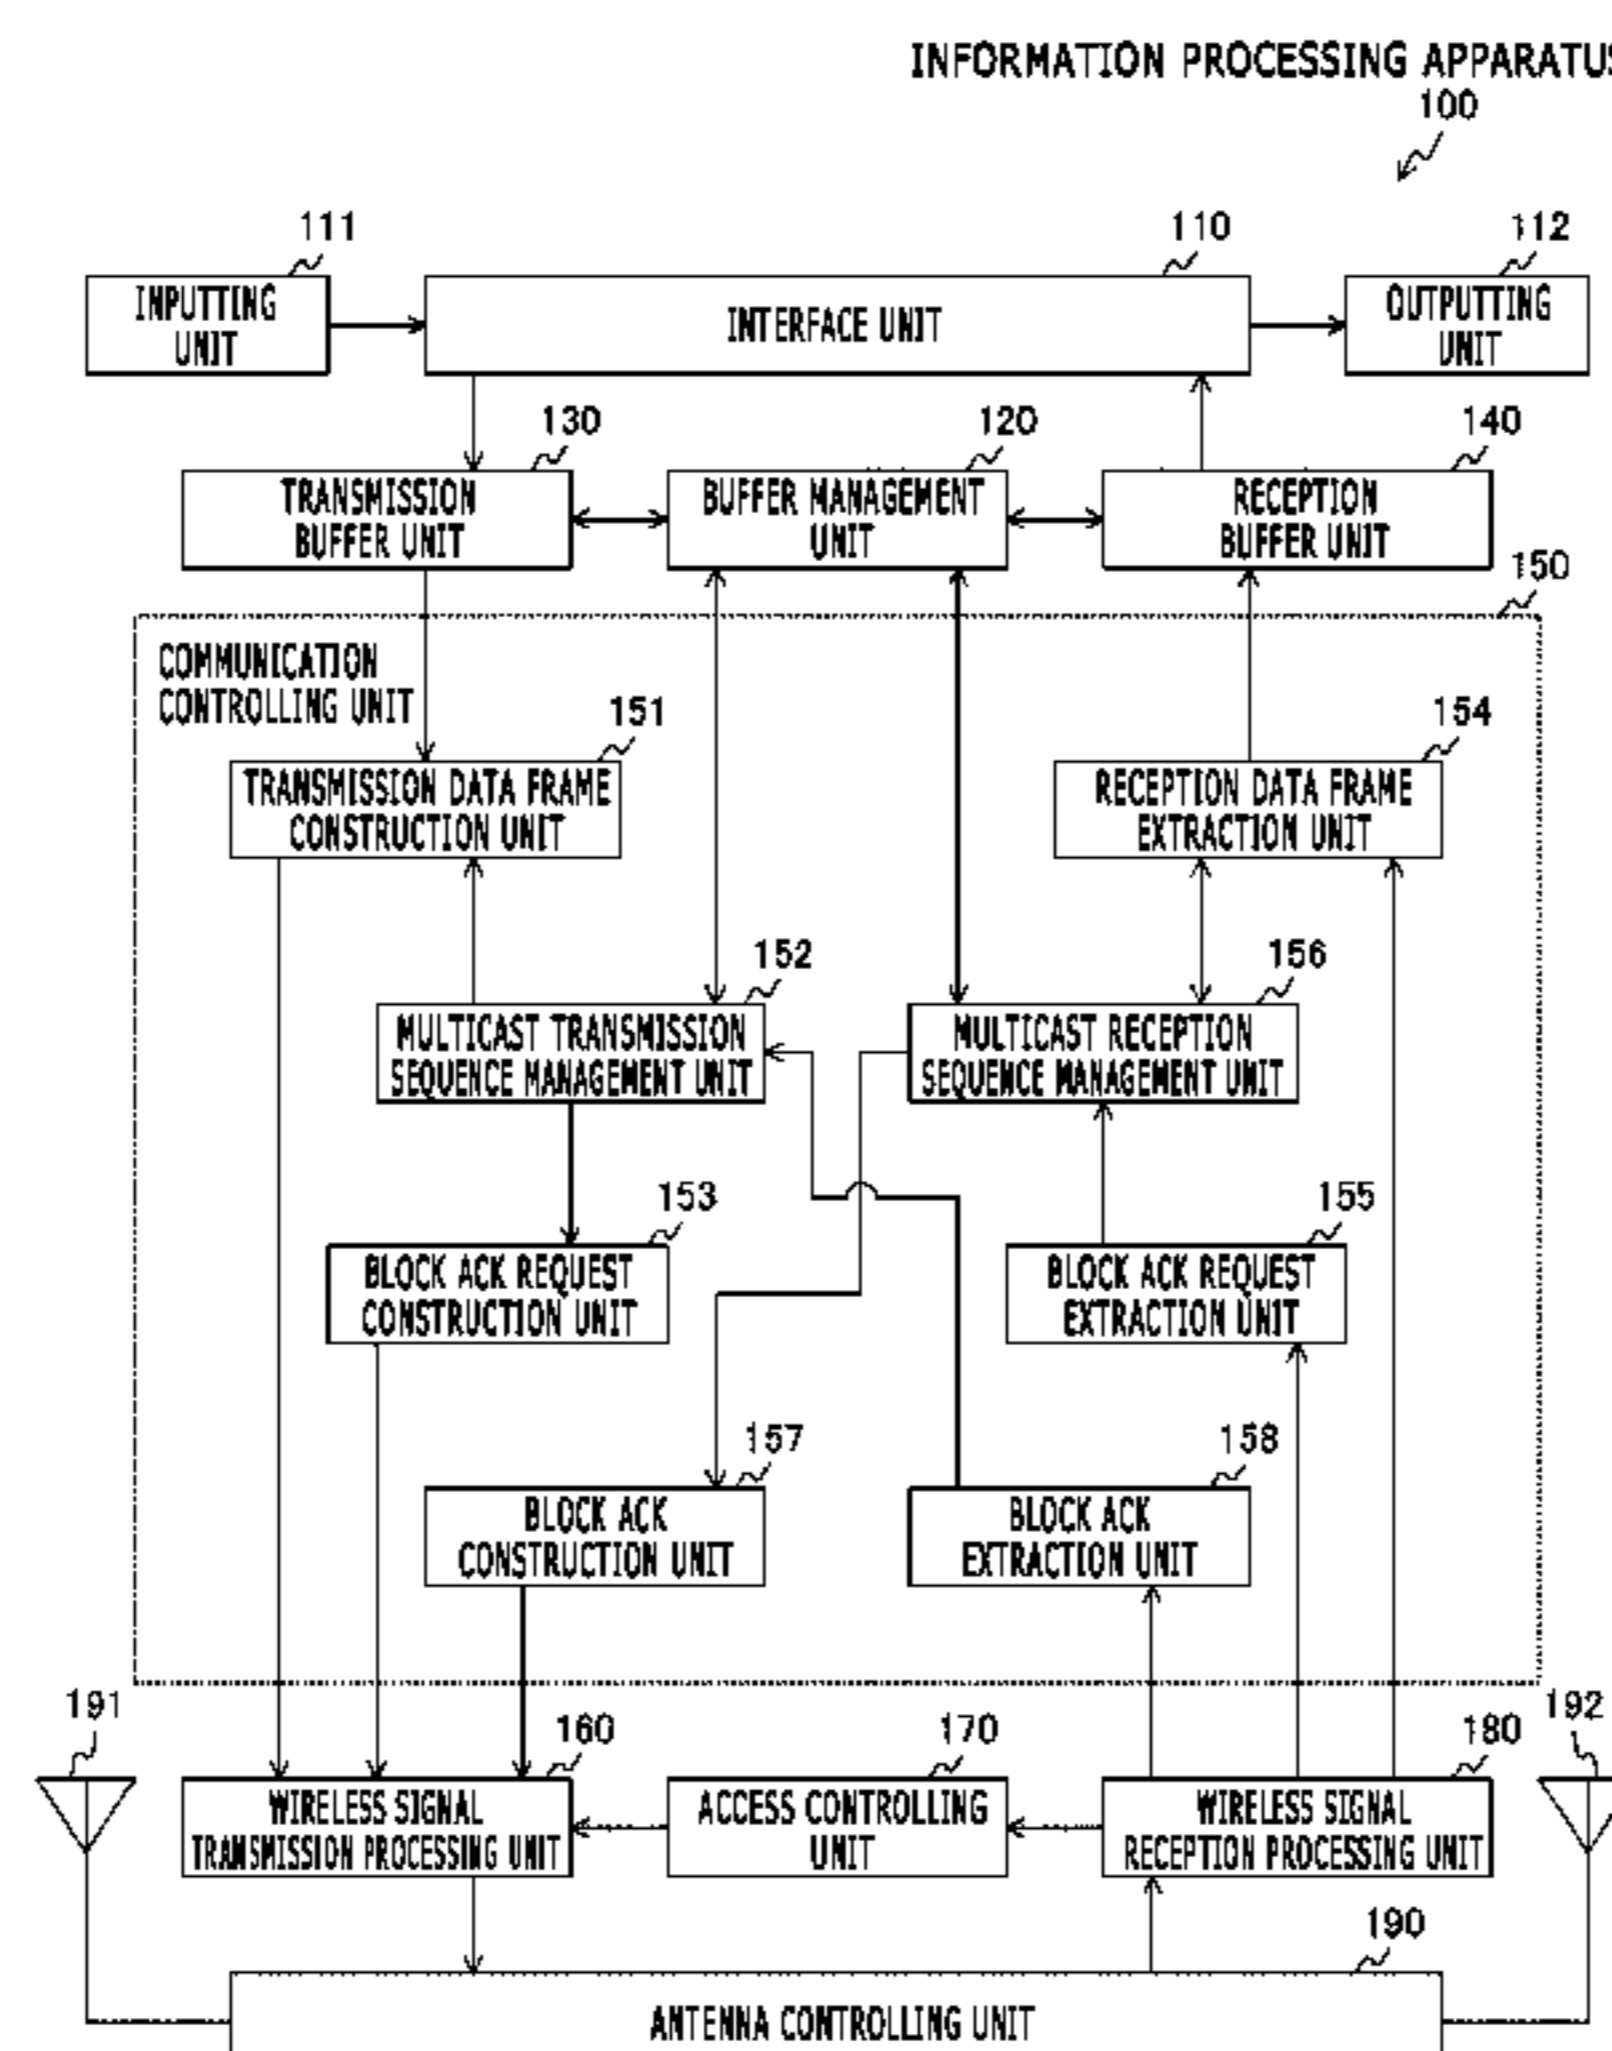 INFORMATION PROCESSING APPARATUS
100
111
110
112
INPUTTING
UNIT
INTERFACE UNIT
OUTPUTTING
UNIT
130
120
140
TRANSMISSION
BUFFER UNIT
BUFFER MANAGEMENT
UNIT
RECEPTION
BUFFER UNIT
150
COMMUNICATION
CONTROLLING UNIT
151
154
TRANSMISSION DATA FRAME
CONSTRUCTION UNIT
RECEPTION DATA FRAME
EXTRACTION UNIT
152
156
MULTICAST TRANSMISSION
SEQUENCE MANAGEMENT UNIT
MULTICAST RECEPTION
SEQUENCE MANAGEMENT UNIT
153
155
BLOCK ACK REQUEST
CONSTRUCTION UNIT
BLOCK ACK REQUEST
EXTRACTION UNIT
157
158
BLOCK ACK
CONSTRUCTION UNIT
BLOCK ACK
EXTRACTION UNIT
191
192
160
170
180
WIRELESS SIGNAL
TRANSMISSION PROCESSING UNIT
ACCESS CONTROLLING
UNIT
WIRELESS SIGNAL
RECEPTION PROCESSING UNIT
190
ANTENNA CONTROLLING UNIT